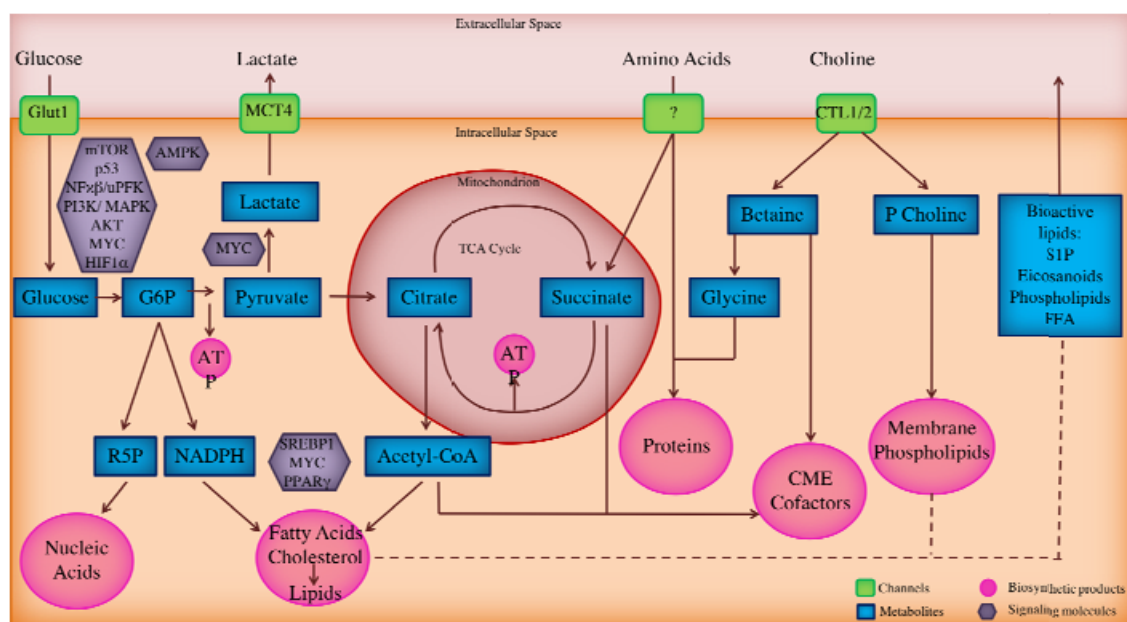 Extracellular Space
Glucose
Lactate
Amino Acids
Choline
Glut1
MCT4
?
CTL1/2
Intracellular Space
mTOR
p53
NFκβ/uPFK
PI3K/ MAPK
AKT
MYC
HIF1α
AMPK
Lactate
MYC
Mitochondrion
TCA Cycle
Betaine
P Choline
Bioactive
lipids:
S1P
Eicosanoids
Phospholipids
FFA
Glucose
G6P
Pyruvate
Citrate
Succinate
Glycine
AT
P
AT
P
R5P
NADPH
SREBP1
MYC
PPARγ
Acetyl-CoA
Proteins
CME
Cofactors
Membrane
Phospholipids
Nucleic
Acids
Fatty Acids
Cholesterol
Lipids
Channels
Biosynthetic products
Metabolites
Signaling molecules